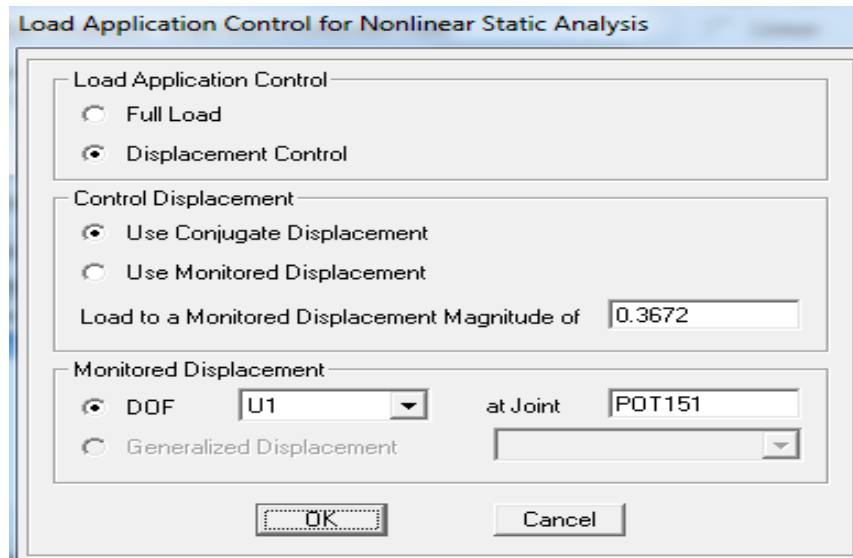 Load Application Control for Nonlinear Static Analysis
Linear
Load Application Control
Full Load
Displacement Control
Control Displacement
Use Conjugate Displacement
Use Monitored Displacement
Load to a Monitored Displacement Magnitude of 0.3672
Monitored Displacement
DOF U1 at Joint POT151
Generalized Displacement
OK Cancel